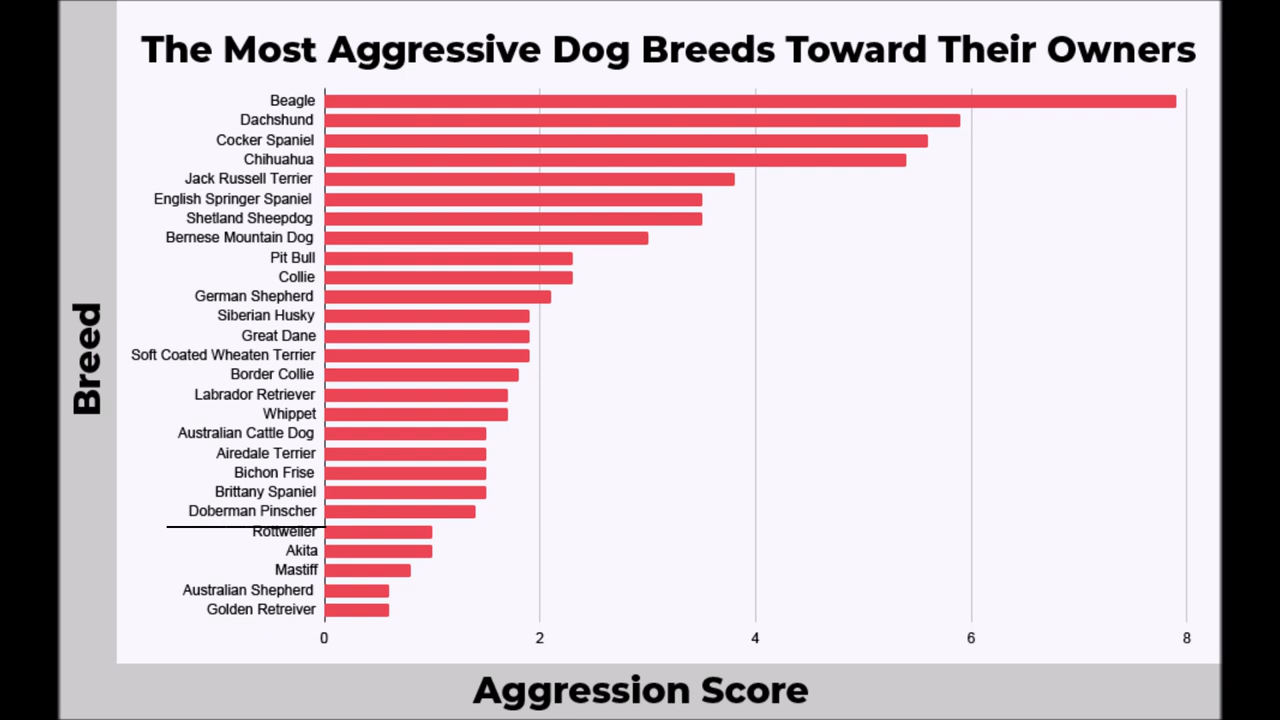 The Most Aggressive Dog Breeds Toward Their Owners
Breed
Beagle
Dachshund
Cocker Spaniel
Chihuahua
Jack Russell Terrier
English Springer Spaniel
Shetland Sheepdog
Bernese Mountain Dog
Pit Bull
Collie
German Shepherd
Siberian Husky
Great Dane
Soft Coated Wheaten Terrier
Border Collie
Labrador Retriever
Whippet
Australian Cattle Dog
Airedale Terrier
Bichon Frise
Brittany Spaniel
Doberman Pinscher
Rottweiler
Akita
Mastiff
Australian Shepherd
Golden Retreiver
0 2 4 6 8
Aggression Score